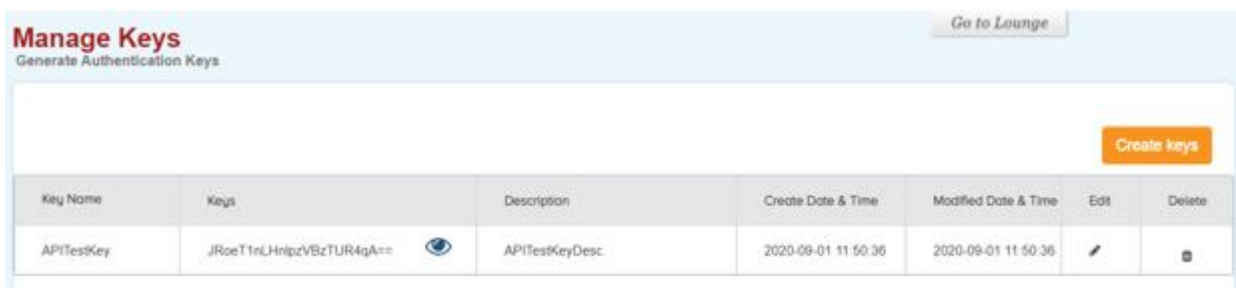 Go to Lounge
Manage Keys
Generate Authentication Keys
Create keys
Key Name Keys Description Create Date & Time Modified Date & Time Edit Delete
APITestKey JRoeT1nLHnlpzVBzTUR4qA== APITestKeyDesc 2020-09-01 11:50:36 2020-09-01 11:50:36